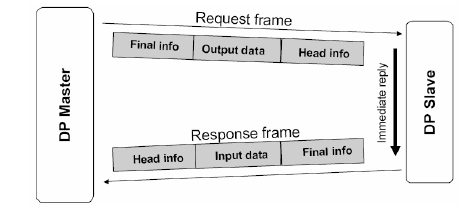 Request frame
Final info Output data Head info
DP Master
Immediate reply
DP Slave
Response frame
Head info Input data Final info